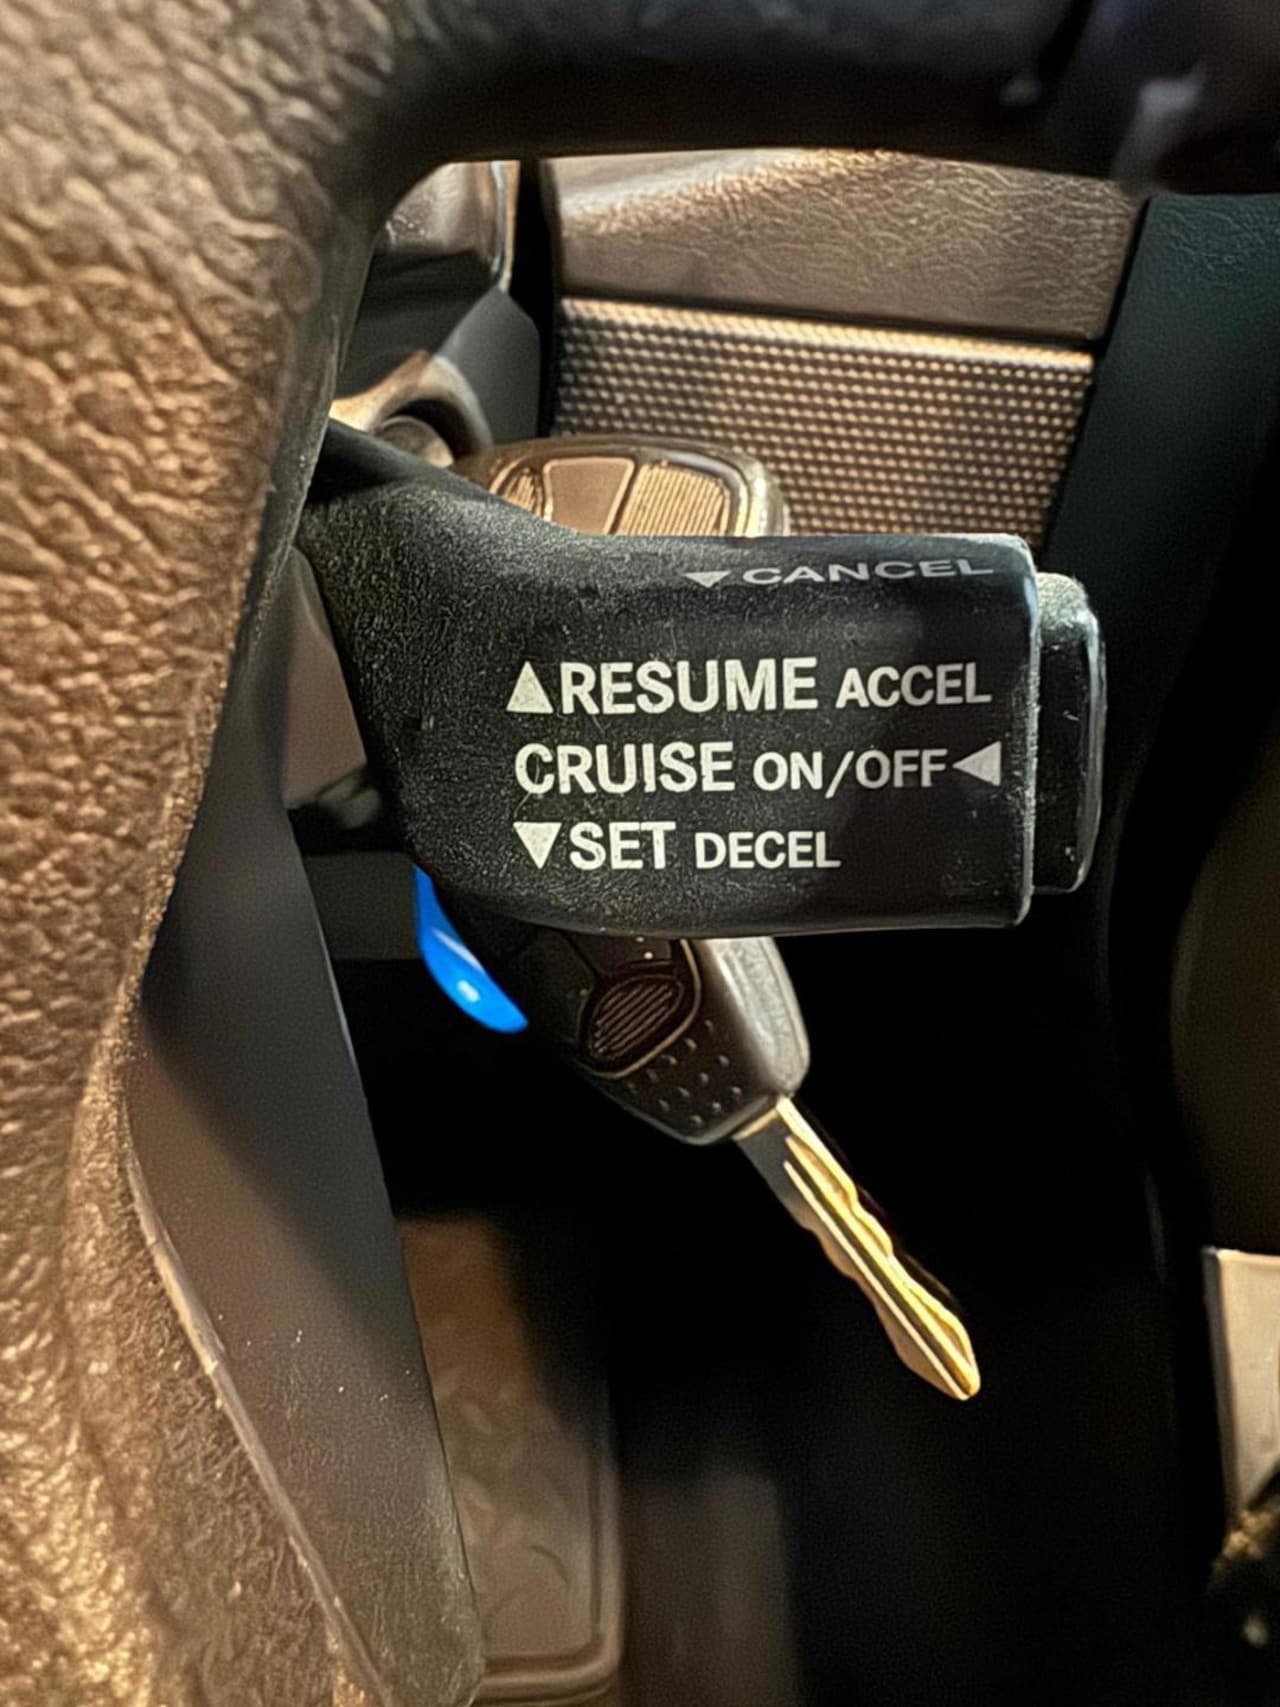 ▼CANCEL
▲RESUME ACCEL
CRUISE ON/OFF◀
▼SET DECEL